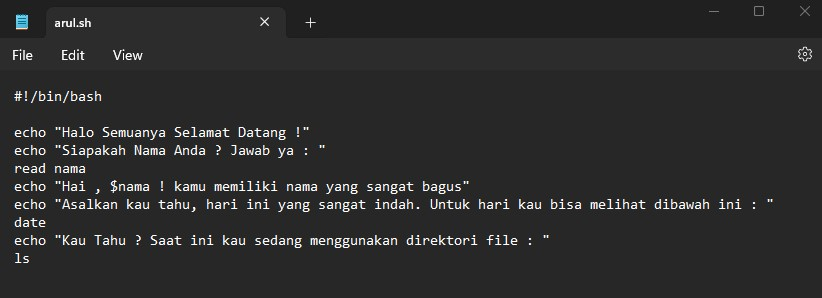 arul.sh
File Edit View
#!/bin/bash
echo "Halo Semuanya Selamat Datang !"
echo "Siapakah Nama Anda ? Jawab ya : "
read nama
echo "Hai , $nama ! kamu memiliki nama yang sangat bagus"
echo "Asalkan kau tahu, hari ini yang sangat indah. Untuk hari kau bisa melihat dibawah ini : "
date
echo "Kau Tahu ? Saat ini kau sedang menggunakan direktori file : "
ls